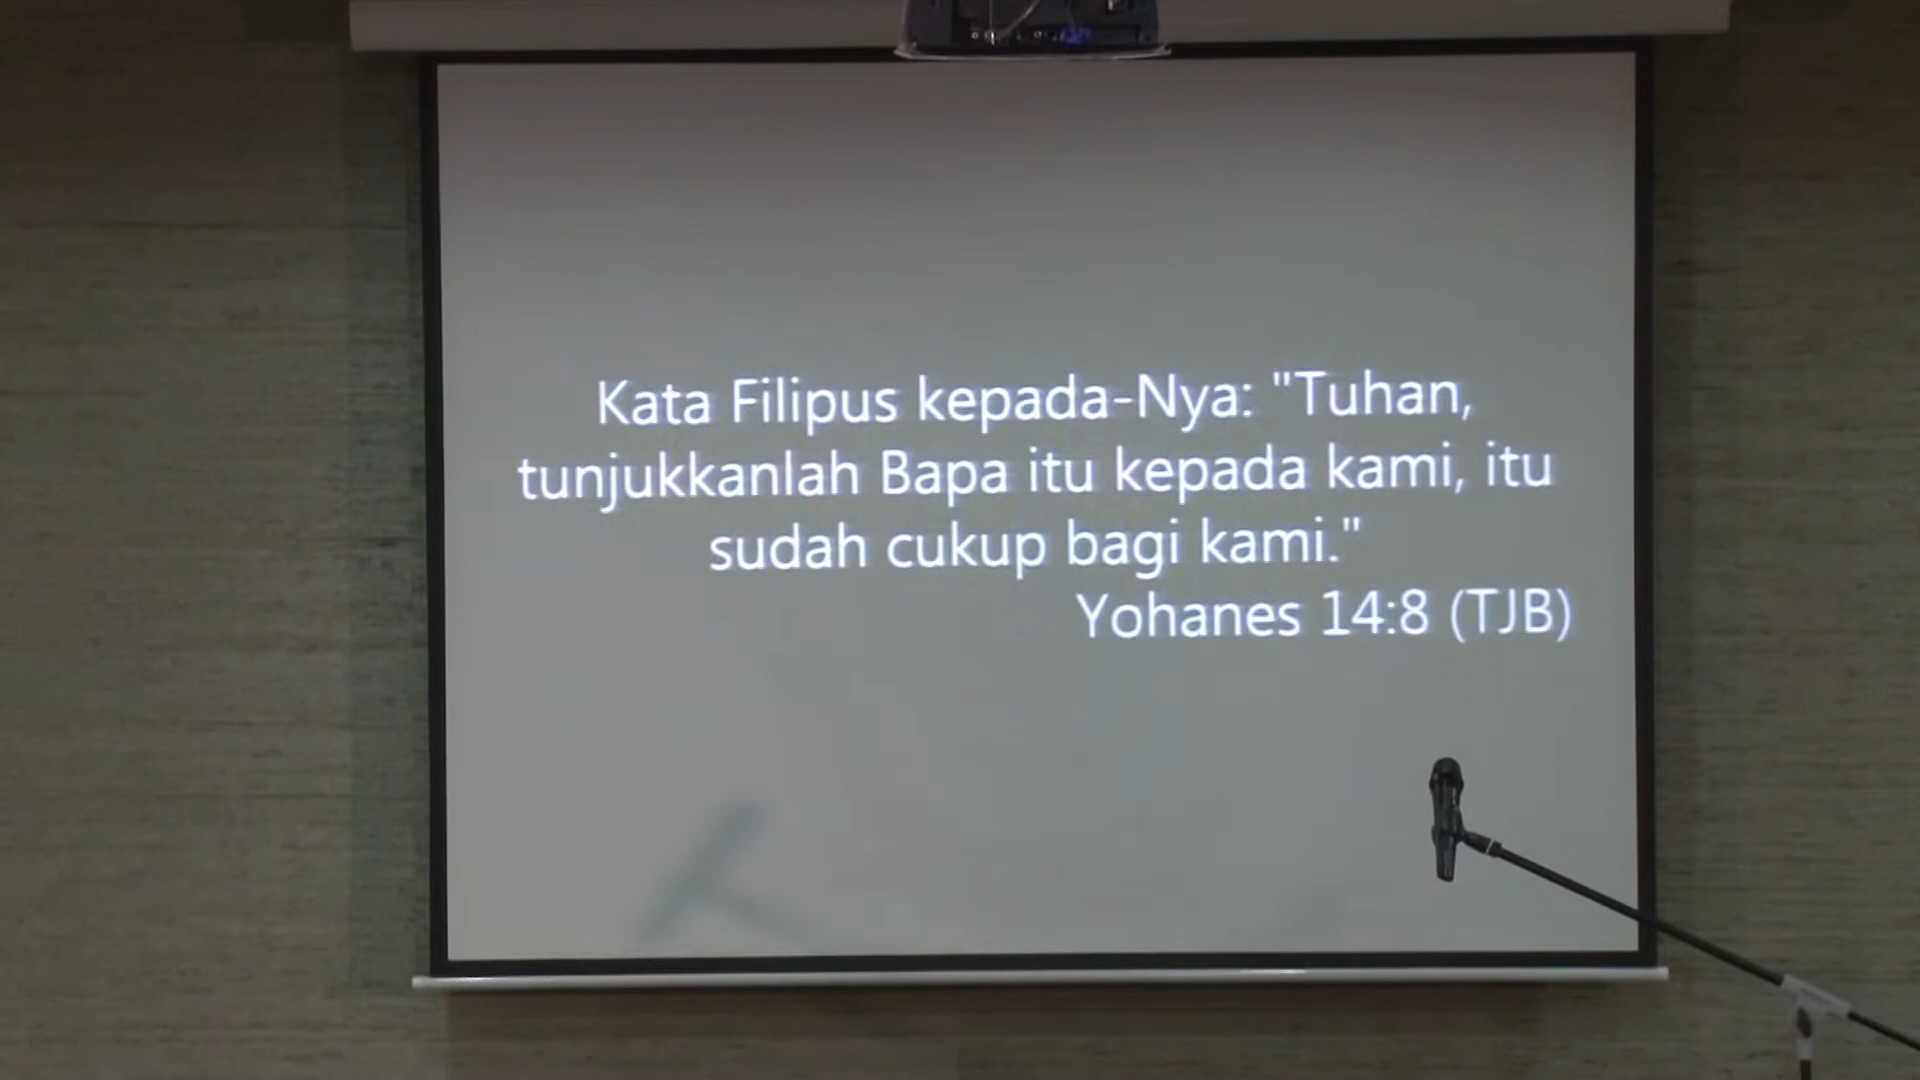 Kata Filipus kepada-Nya: "Tuhan,
tunjukkanlah Bapa itu kepada kami, itu
sudah cukup bagi kami."
Yohanes 14:8 (TJB)